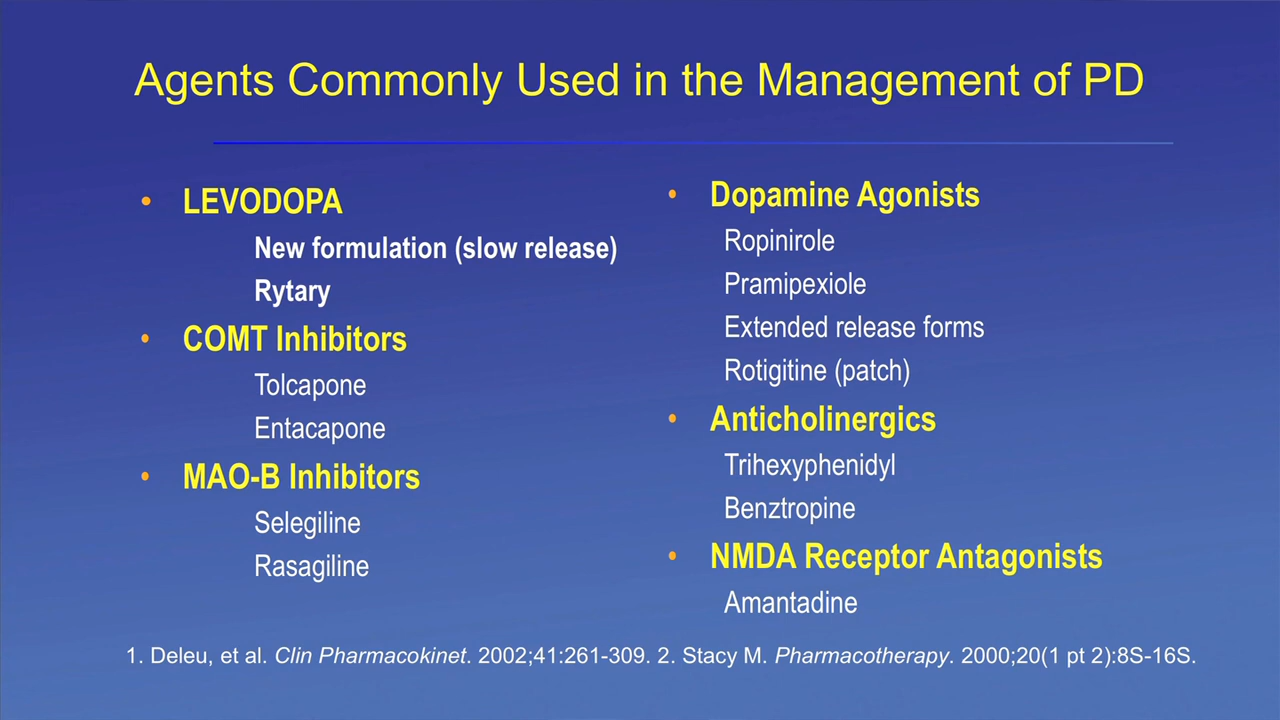 Agents Commonly Used in the Management of PD
• LEVODOPA
New formulation (slow release)
Rytary
• COMT Inhibitors
Tolcapone
Entacapone
• MAO-B Inhibitors
Selegiline
Rasagiline
• Dopamine Agonists
Ropinirole
Pramipexiole
Extended release forms
Rotigitine (patch)
• Anticholinergics
Trihexyphenidyl
Benztropine
• NMDA Receptor Antagonists
Amantadine
1. Deleu, et al. Clin Pharmacokinet. 2002;41:261-309. 2. Stacy M. Pharmacotherapy. 2000;20(1 pt 2):8S-16S.